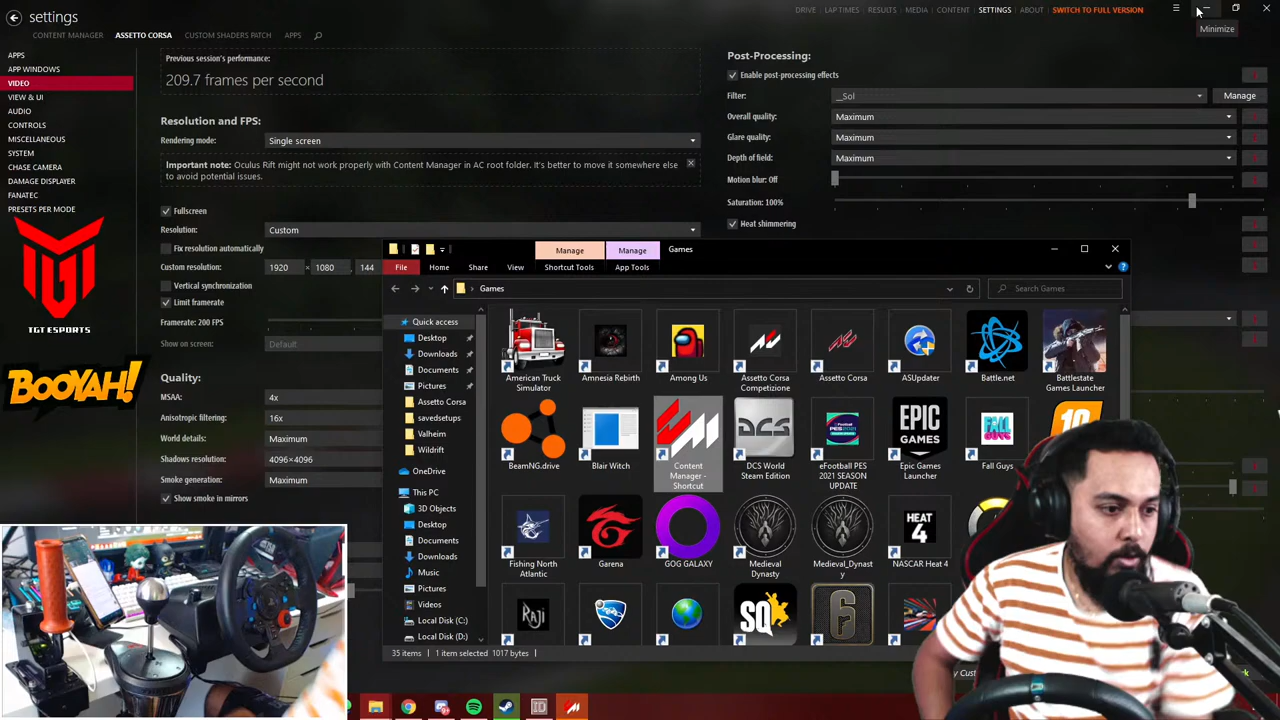 settings
DRIVE LAP TIMES RESULTS MEDIA CONTENT SETTINGS ABOUT SWITCH TO FULL VERSION
Minimize
CONTENT MANAGER ASSETTO CORSA CUSTOM SHADERS PATCH APPS
APPS
APP WINDOWS
VIDEO
VIEW & UI
AUDIO
CONTROLS
MISCELLANEOUS
SYSTEM
CHASE CAMERA
DAMAGE DISPLAYER
FANATEC
PRESETS PER MODE
TGT ESPORTS
BOOYAH!
Previous session's performance:
209.7 frames per second
Resolution and FPS:
Rendering mode: Single screen
Important note: Oculus Rift might not work properly with Content Manager in AC root folder. It's better to move it somewhere else
to avoid potential issues.
Fullscreen
Resolution: Custom
Fix resolution automatically
Custom resolution: 1920 × 1080 , 144
Vertical synchronization
Limit framerate
Framerate: 200 FPS
Show on screen: Default
Quality:
MSAA: 4x
Anisotropic filtering: 16x
World details: Maximum
Shadows resolution: 4096×4096
Smoke generation: Maximum
Show smoke in mirrors
Post-Processing:
Enable post-processing effects
Filter: __Sol Manage
Overall quality: Maximum
Glare quality: Maximum
Depth of field: Maximum
Motion blur: Off
Saturation: 100%
Heat shimmering
Manage Manage Games
File Home Share View Shortcut Tools App Tools
Games
Search Games
Quick access
Desktop
Downloads
Documents
Pictures
Assetto Corsa
savedsetups
Valheim
Wildrift
OneDrive
This PC
3D Objects
Desktop
Documents
Downloads
Music
Pictures
Videos
Local Disk (C:)
Local Disk (D:)
American Truck Simulator
Amnesia Rebirth
Among Us
Assetto Corsa Competizione
Assetto Corsa
ASUpdater
Battle.net
Battlestate Games Launcher
BeamNG.drive
Blair Witch
Content Manager - Shortcut
DCS
DCS World Steam Edition
eFootball PES 2021 SEASON UPDATE
EPIC GAMES
Epic Games Launcher
FALL GUYS
Fall Guys
Fishing North Atlantic
Garena
GOG GALAXY
Medieval Dynasty
Medieval_Dynasty
HEAT 4
NASCAR Heat 4
RAJI
SQ
6
35 items 1 item selected 1017 bytes